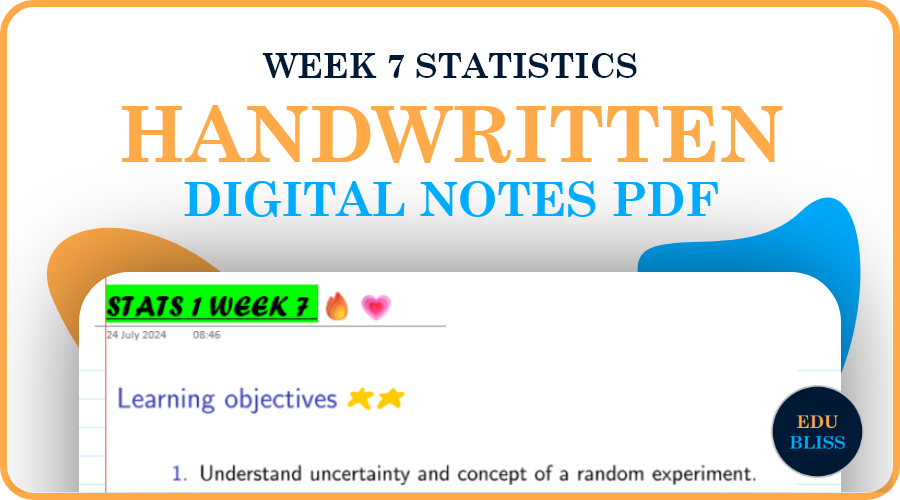 WEEK 7 STATISTICS
HANDWRITTEN
DIGITAL NOTES PDF
STATS 1 WEEK 7 🔥 💗
24 July 2024 08:46
Learning objectives
1. Understand uncertainty and concept of a random experiment.
EDU
BLISS